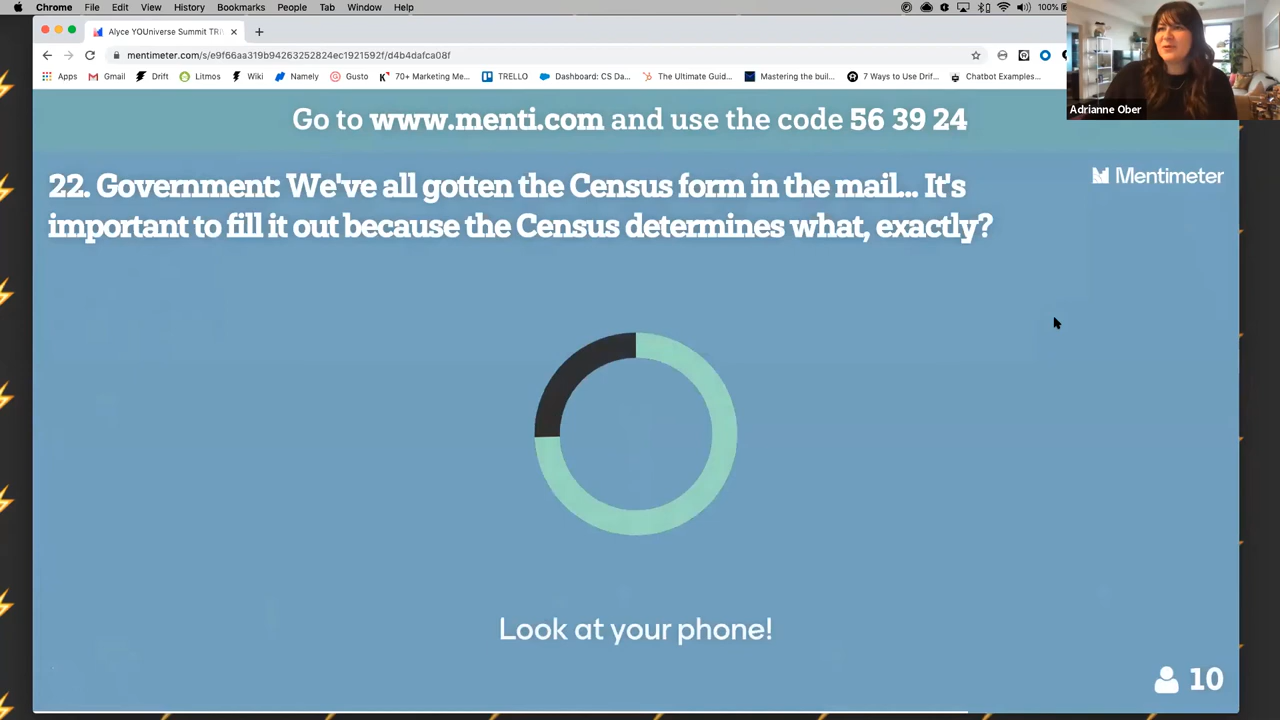 Chrome File Edit View History Bookmarks People Tab Window Help 100%
Alyce YOUniverse Summit TRI
mentimeter.com/s/e9f66aa319b94263252824ec1921592f/d4b4dafca08f
Apps Gmail Drift Litmos Wiki Namely Gusto 70+ Marketing Me... TRELLO Dashboard: CS Da... The Ultimate Guid... Mastering the buil... 7 Ways to Use Drif... Chatbot Examples...
Adrianne Ober
Go to www.menti.com and use the code 56 39 24
Mentimeter
22. Government: We've all gotten the Census form in the mail... It's
important to fill it out because the Census determines what, exactly?
Look at your phone!
10